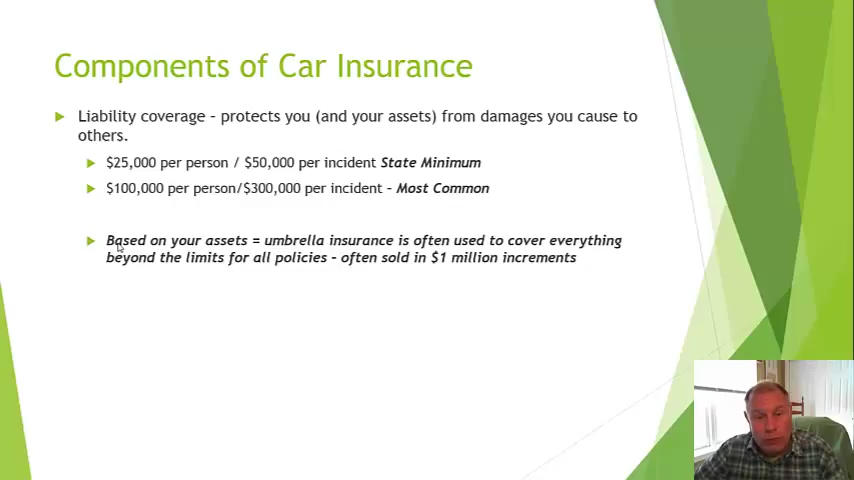 Components of Car Insurance
Liability coverage – protects you (and your assets) from damages you cause to
others.
$25,000 per person / $50,000 per incident State Minimum
$100,000 per person/$300,000 per incident – Most Common
Based on your assets = umbrella insurance is often used to cover everything
beyond the limits for all policies – often sold in $1 million increments